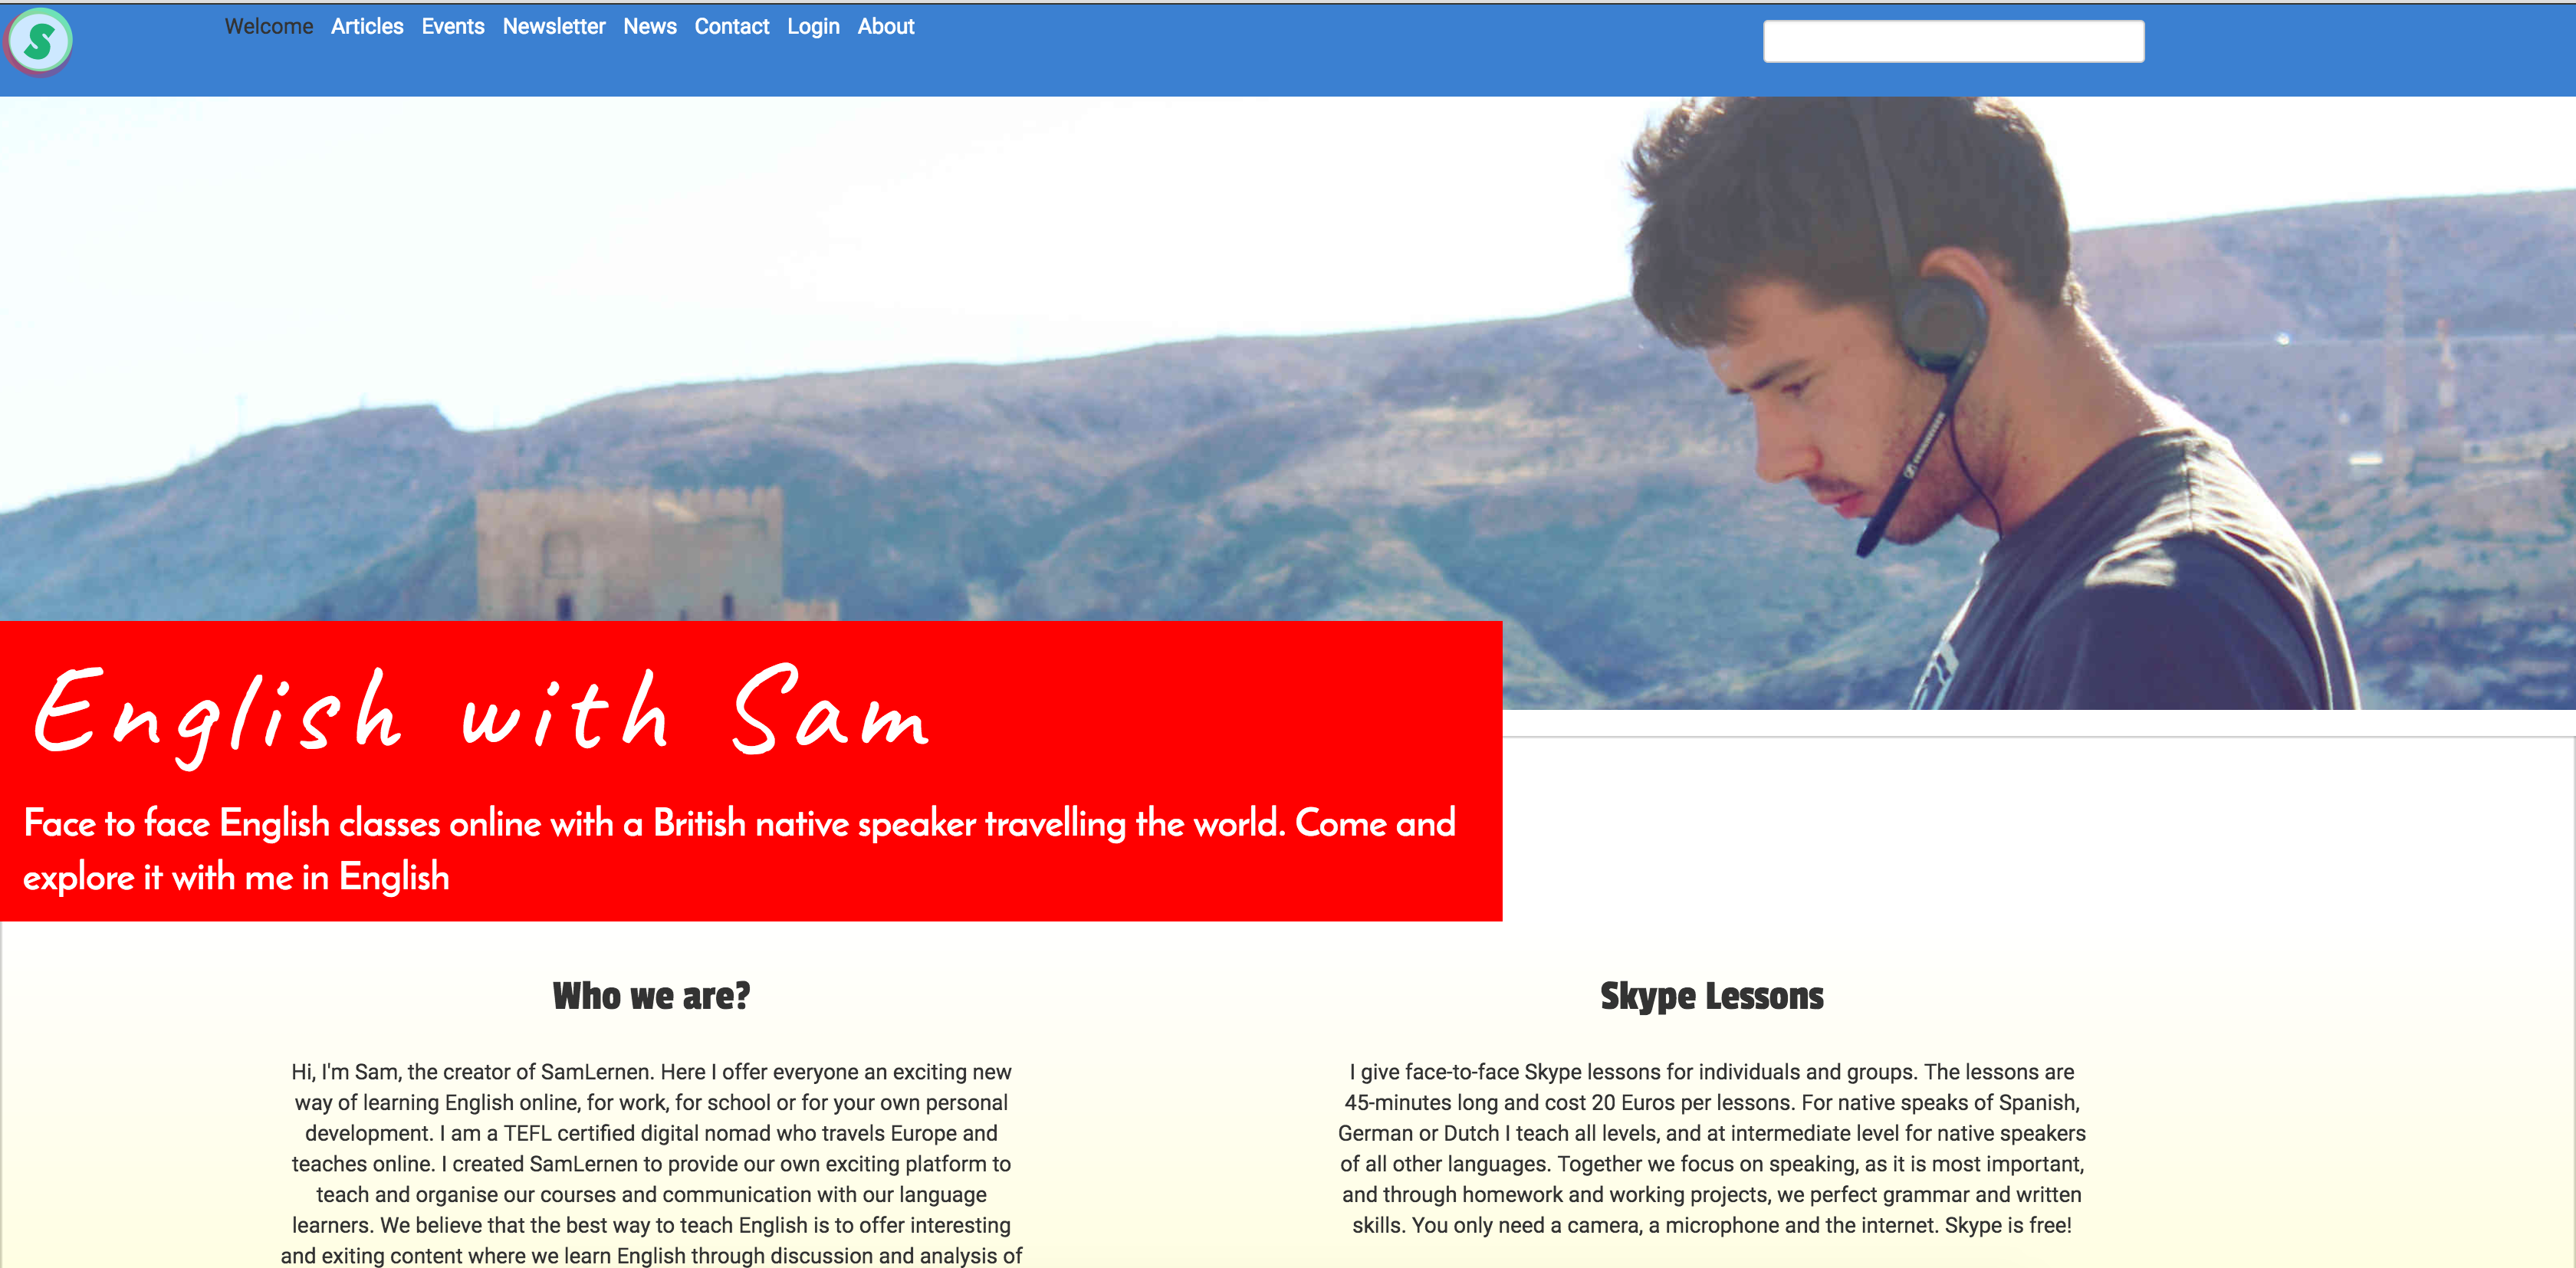 S
Welcome Articles Events Newsletter News Contact Login About
English with Sam
Face to face English classes online with a British native speaker travelling the world. Come and
explore it with me in English
Who we are?
Hi, I'm Sam, the creator of SamLernen. Here I offer everyone an exciting new
way of learning English online, for work, for school or for your own personal
development. I am a TEFL certified digital nomad who travels Europe and
teaches online. I created SamLernen to provide our own exciting platform to
teach and organise our courses and communication with our language
learners. We believe that the best way to teach English is to offer interesting
and exiting content where we learn English through discussion and analysis of
Skype Lessons
I give face-to-face Skype lessons for individuals and groups. The lessons are
45-minutes long and cost 20 Euros per lessons. For native speaks of Spanish,
German or Dutch I teach all levels, and at intermediate level for native speakers
of all other languages. Together we focus on speaking, as it is most important,
and through homework and working projects, we perfect grammar and written
skills. You only need a camera, a microphone and the internet. Skype is free!